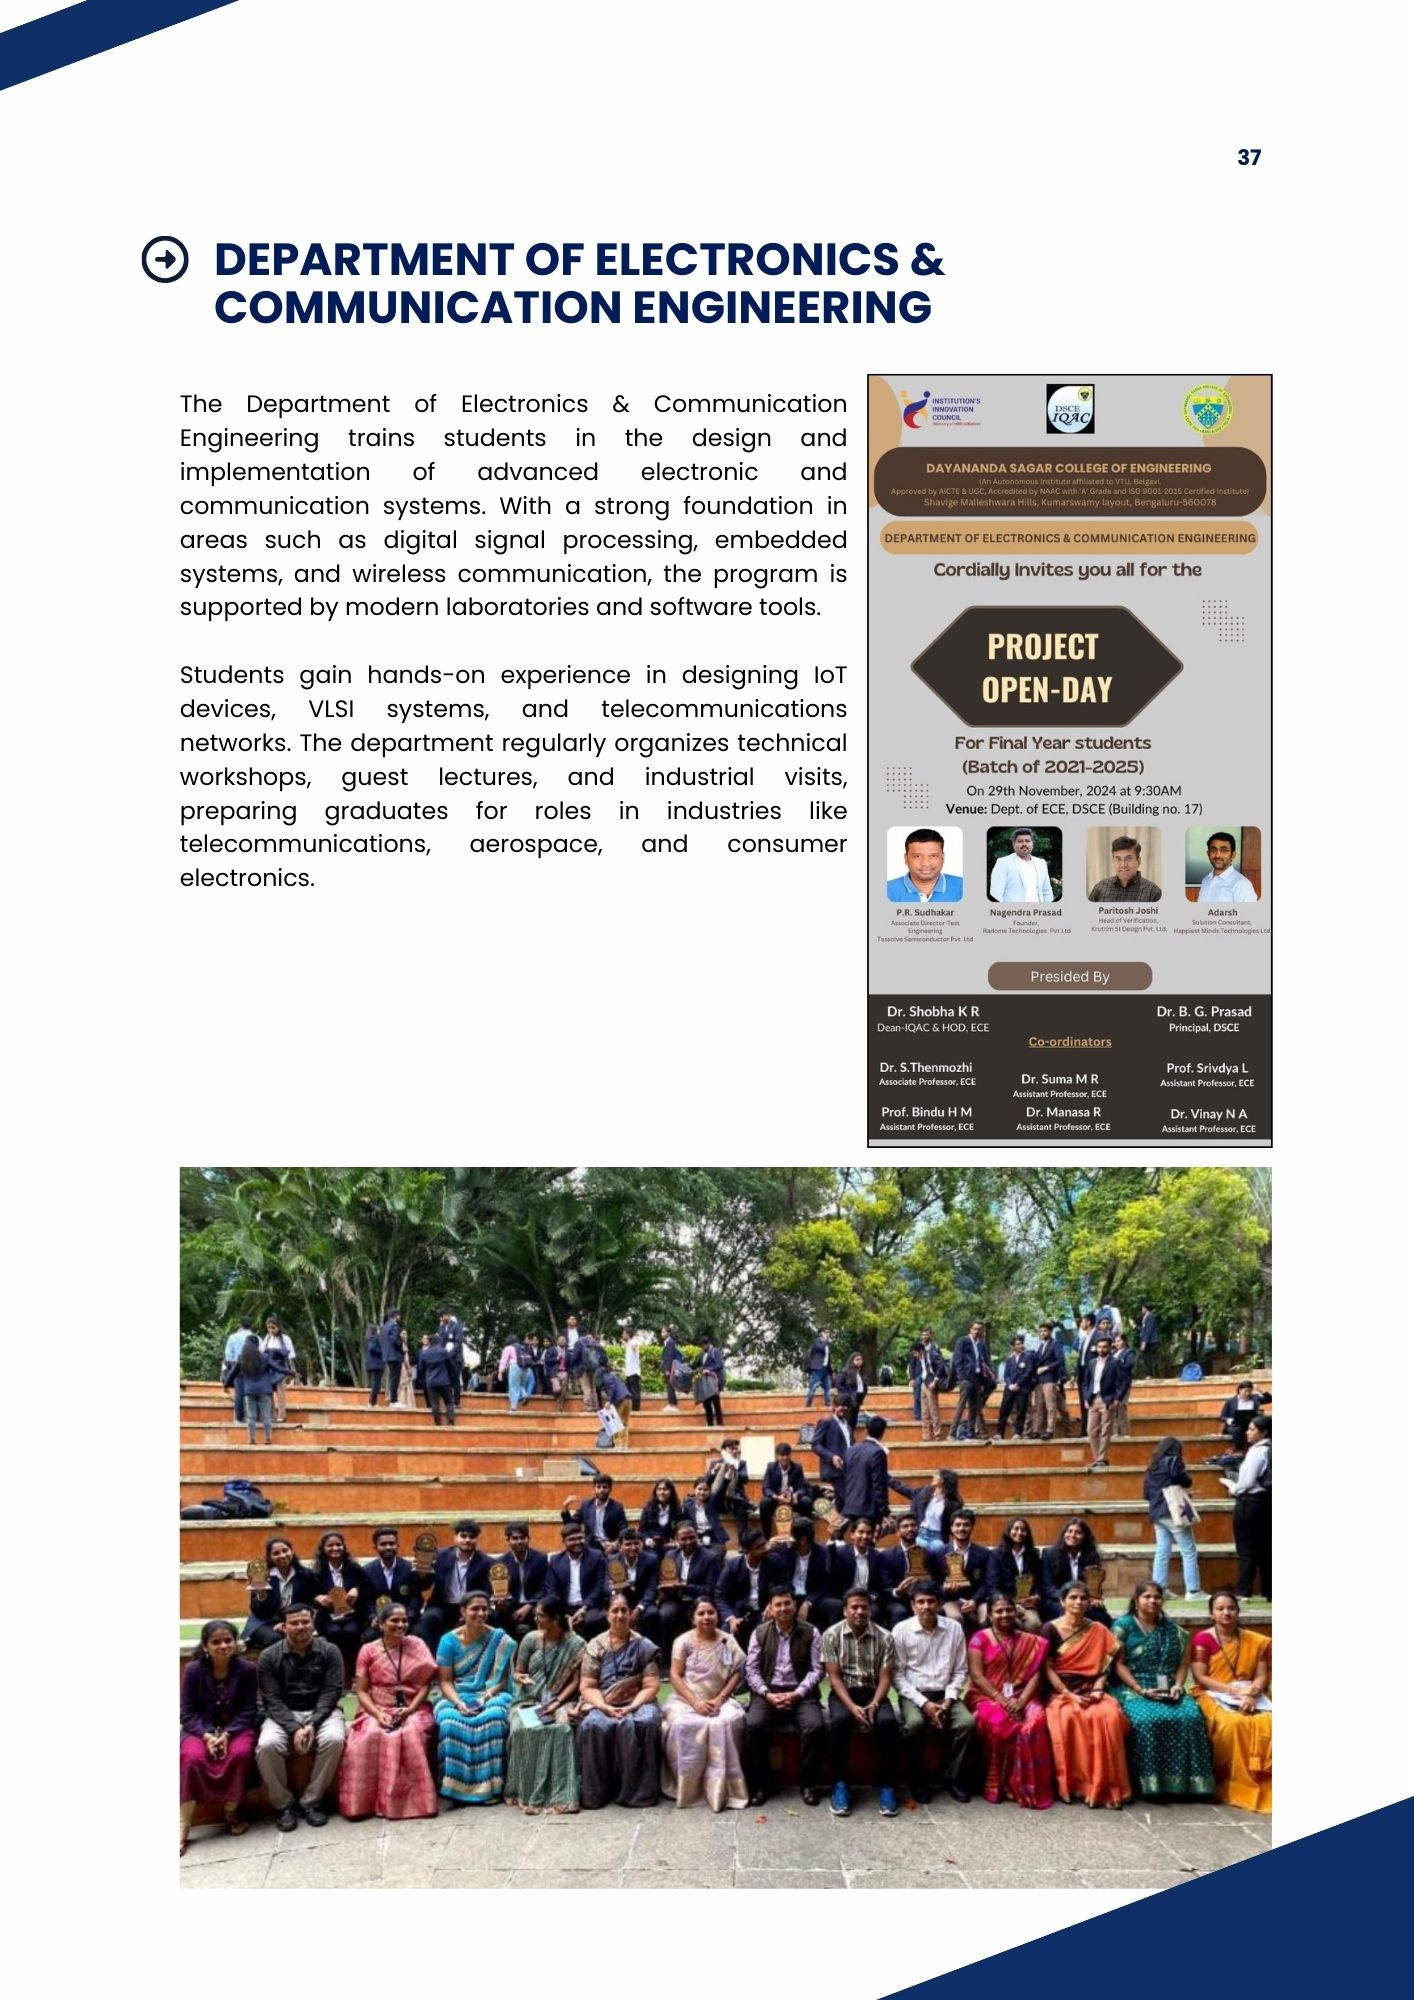 37
DEPARTMENT OF ELECTRONICS &
COMMUNICATION ENGINEERING
The Department of Electronics & Communication
Engineering trains students in the design and
implementation of advanced electronic and
communication systems. With a strong foundation in
areas such as digital signal processing, embedded
systems, and wireless communication, the program is
supported by modern laboratories and software tools.
Students gain hands-on experience in designing IoT
devices, VLSI systems, and telecommunications
networks. The department regularly organizes technical
workshops, guest lectures, and industrial visits,
preparing graduates for roles in industries like
telecommunications, aerospace, and consumer
electronics.
INSTITUTION'S
INNOVATION
COUNCIL
(Ministry of HRD Initiative)
DSCE
IQAC
DAYANANDA SAGAR COLLEGE OF ENGINEERING
(An Autonomous Institute affiliated to VTU, Belgavi.
Approved by AICTE & UGC, Accredited by NAAC with 'A' Grade and ISO 9001-2015 Certified Institute)
Shavige Malleshwara Hills, Kumarswamy layout, Bengaluru-560078
DEPARTMENT OF ELECTRONICS & COMMUNICATION ENGINEERING
Cordially Invites you all for the
PROJECT
OPEN-DAY
For Final Year students
(Batch of 2021-2025)
On 29th November, 2024 at 9:30AM
Venue: Dept. of ECE, DSCE (Building no. 17)
P.R. Sudhakar
Associate Director-Test
Engineering
Tessolve Semiconductor Pvt. Ltd
Nagendra Prasad
Founder,
Radome Technologies Pvt Ltd
Paritosh Joshi
Head of Verification,
Krutrim SI Design Pvt. Ltd.
Adarsh
Solution Consultant,
Happiest Minds Technologies Ltd
Presided By
Dr. Shobha K R
Dean-IQAC & HOD, ECE
Dr. B. G. Prasad
Principal, DSCE
Co-ordinators
Dr. S.Thenmozhi
Associate Professor, ECE
Dr. Suma M R
Assistant Professor, ECE
Prof. Srivdya L
Assistant Professor, ECE
Prof. Bindu H M
Assistant Professor, ECE
Dr. Manasa R
Assistant Professor, ECE
Dr. Vinay N A
Assistant Professor, ECE